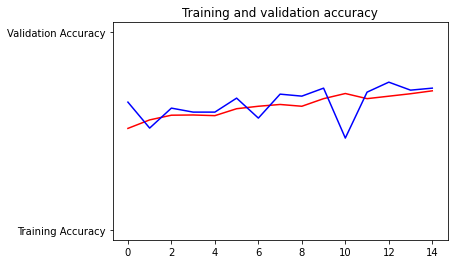 Training and validation accuracy
Validation Accuracy
Training Accuracy
0 2 4 6 8 10 12 14